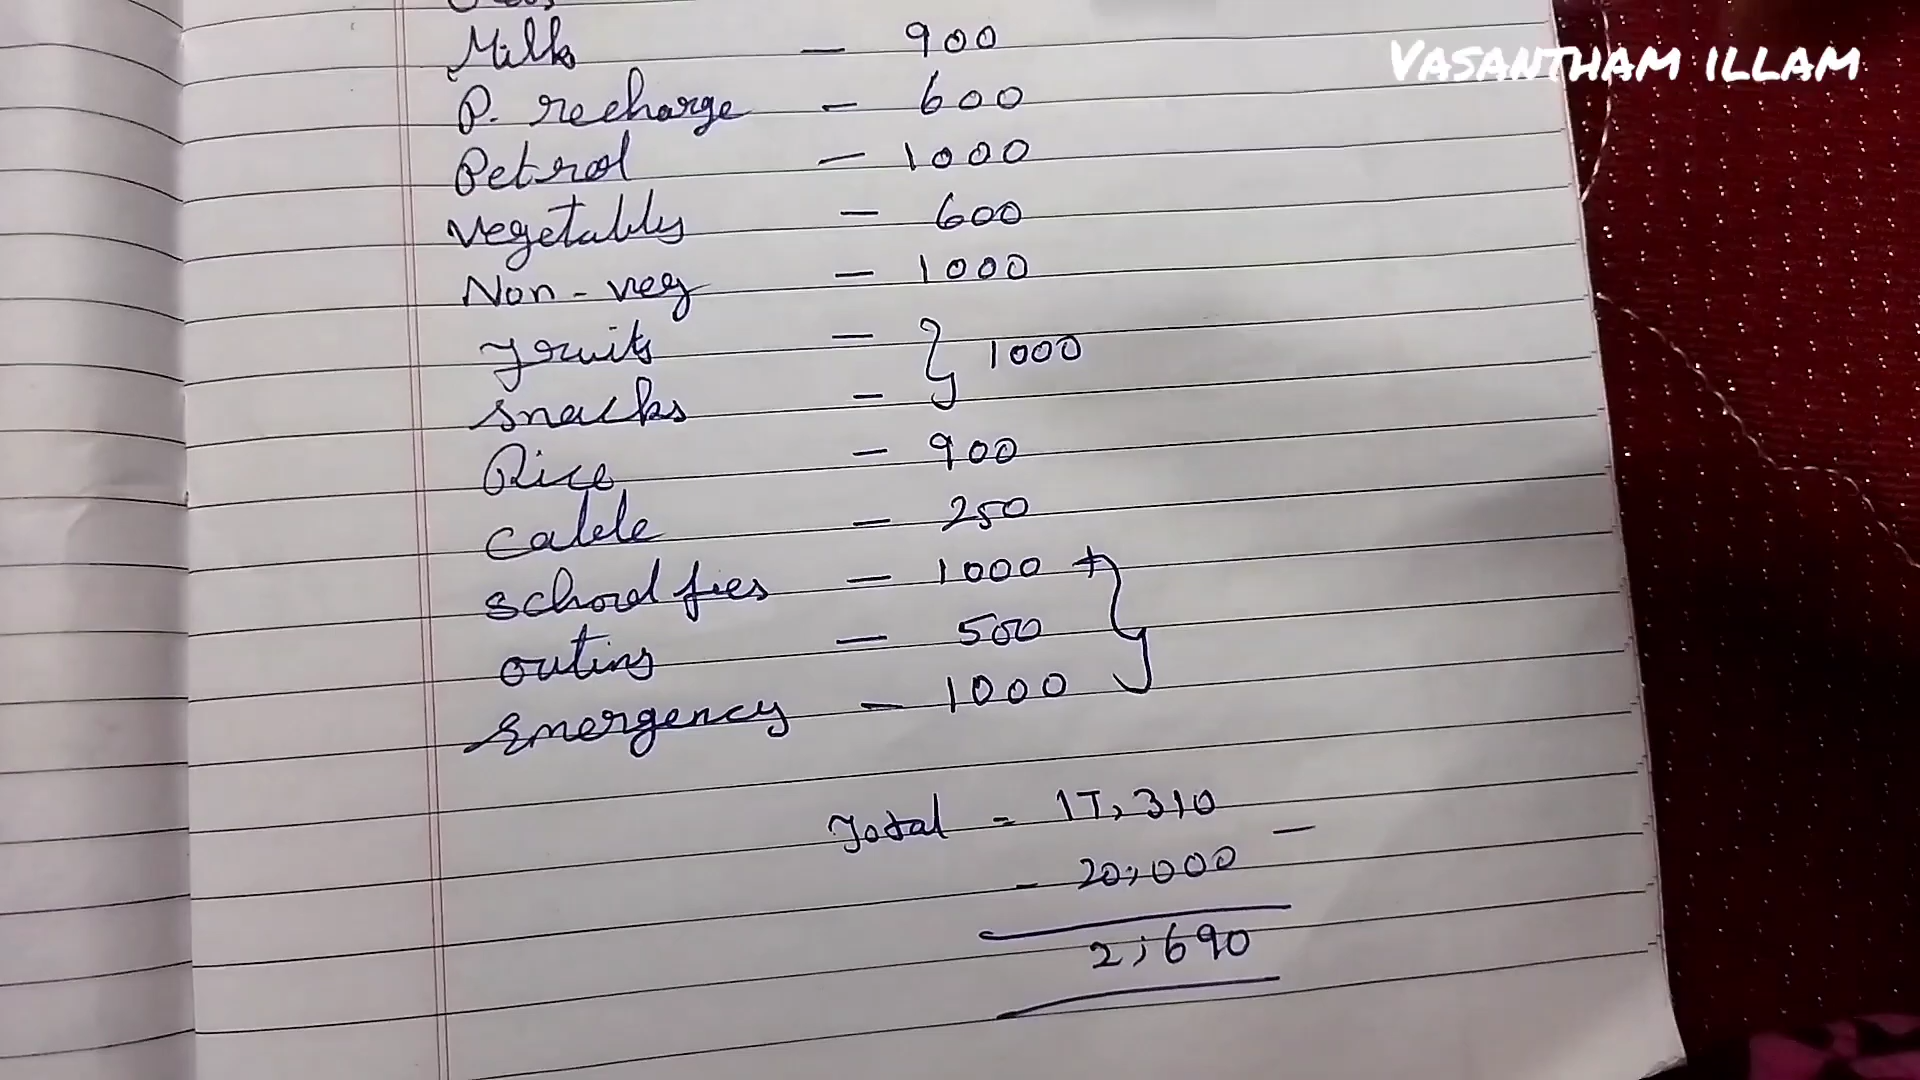 VASANTHAM ILLAM
Milk — 900
P. recharge — 600
Petrol — 1000
Vegetables — 600
Non-veg — 1000
Fruits — } 1000
Snacks —
Rice — 900
Cable — 250
School fees — 1000 +
outing — 500 }
Emergency — 1000
Total = 17,310 —
- 20,000
2,690